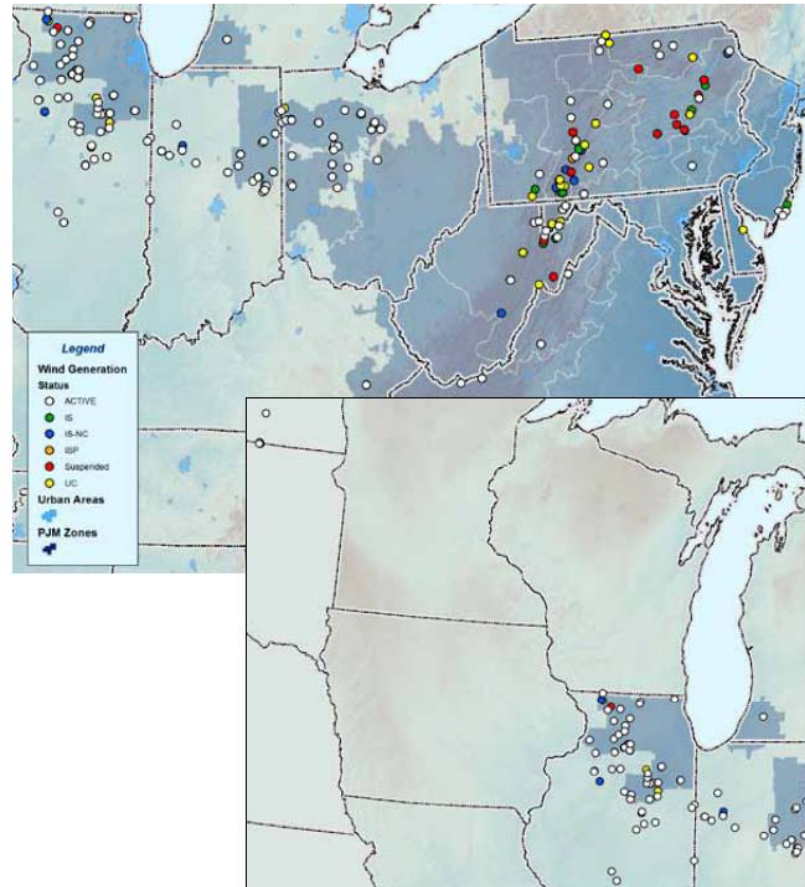 Legend
Wind Generation
Status
ACTIVE
IS
IS-NC
ISP
Suspended
UC
Urban Areas
PJM Zones